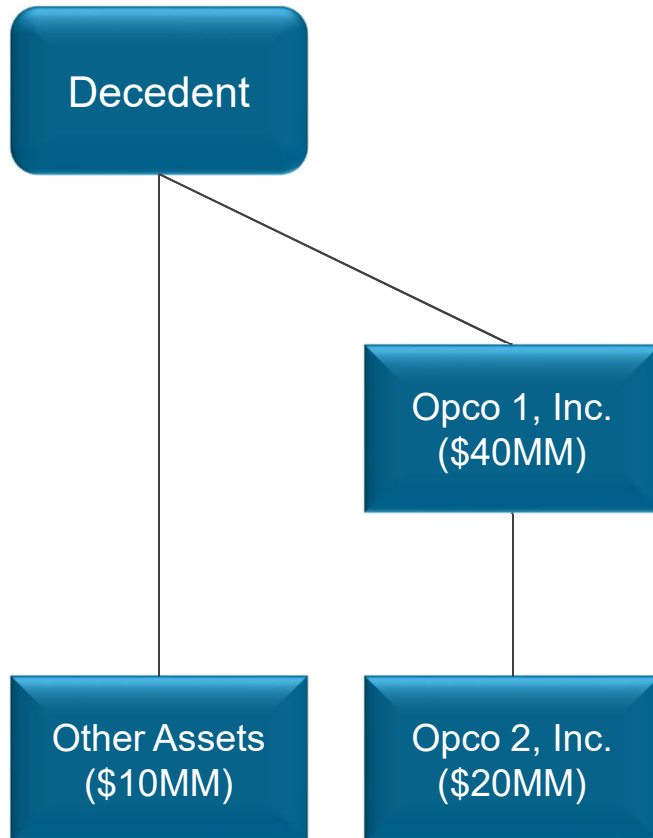 Decedent
Opco 1, Inc.
($40MM)
Other Assets
($10MM)
Opco 2, Inc.
($20MM)